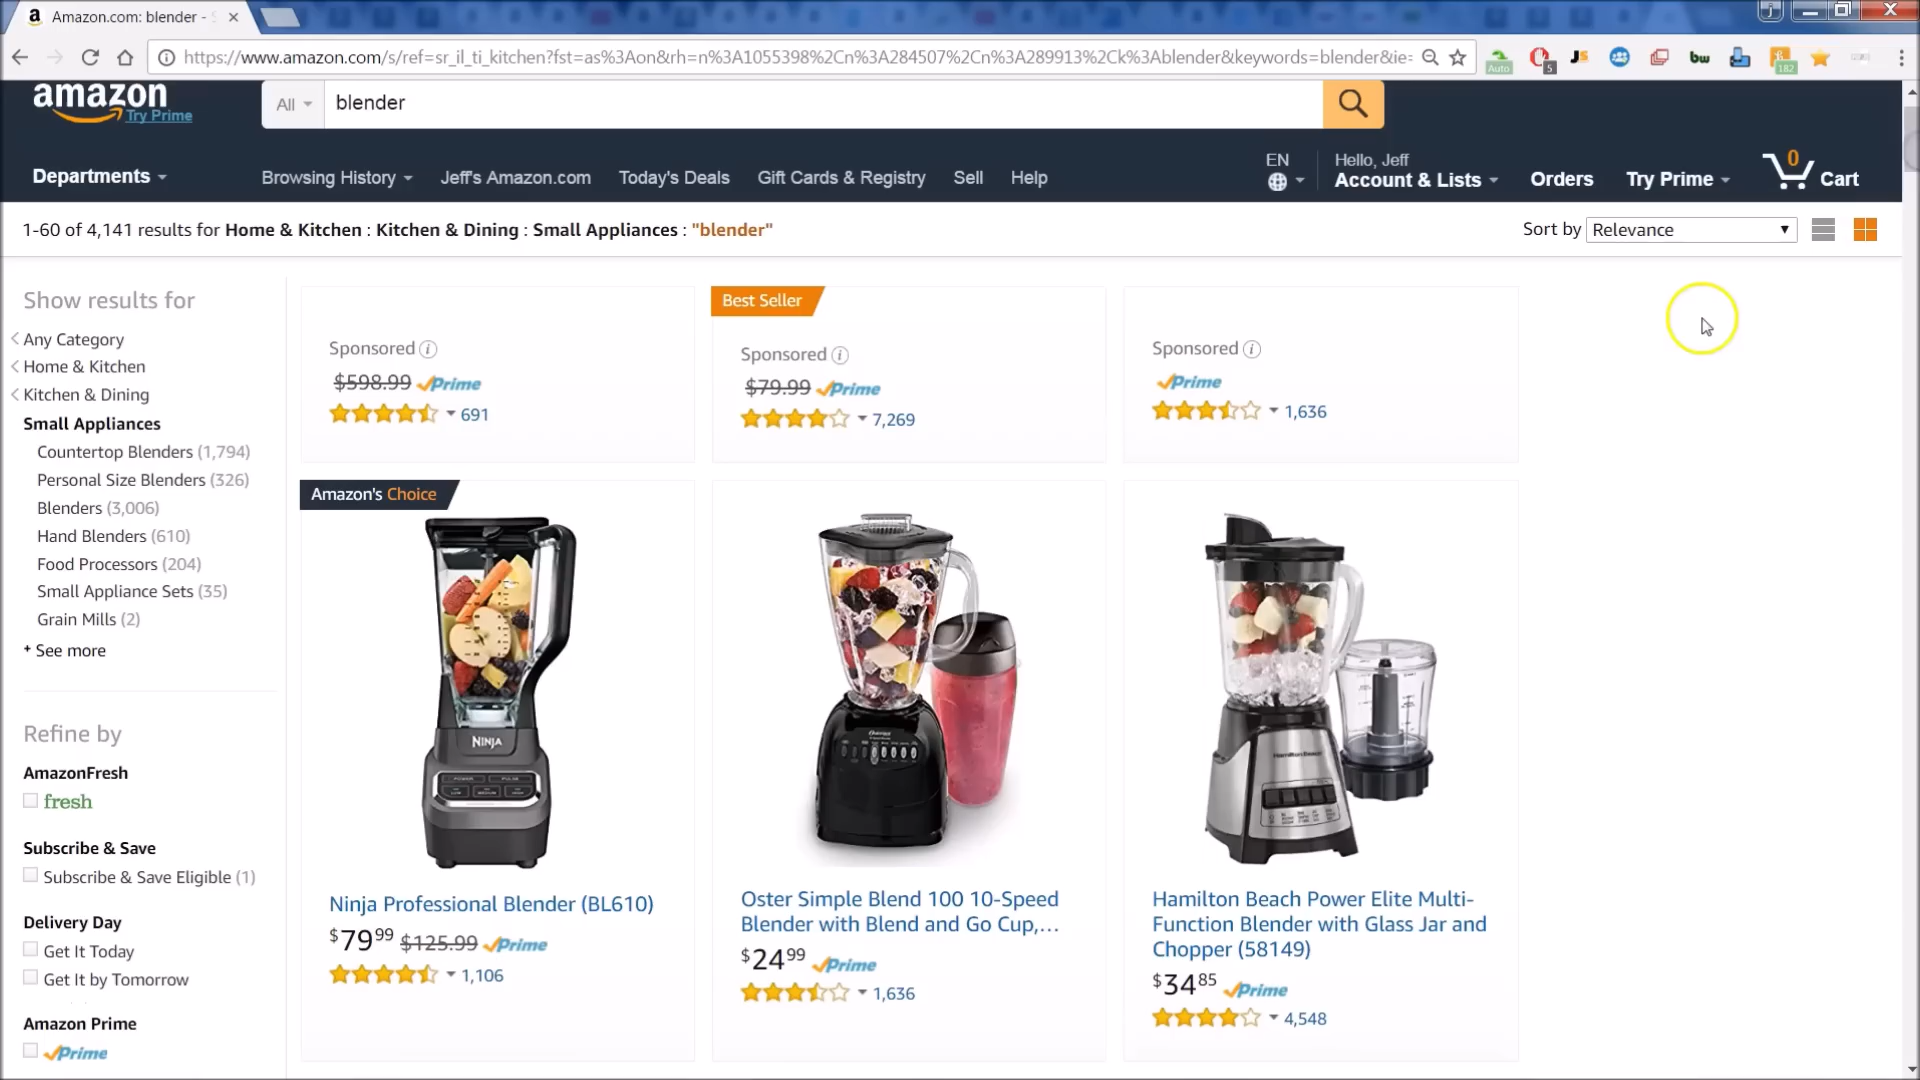 Amazon.com: blender -
https://www.amazon.com/s/ref=sr_il_ti_kitchen?fst=as%3Aon&rh=n%3A1055398%2Cn%3A284507%2Cn%3A289913%2Ck%3Ablender&keywords=blender&ie=
Auto
5
JS
bw
182
amazon
Try Prime
All
blender
Departments
Browsing History
Jeff's Amazon.com
Today's Deals
Gift Cards & Registry
Sell
Help
EN
Hello, Jeff
Account & Lists
Orders
Try Prime
0
Cart
1-60 of 4,141 results for Home & Kitchen : Kitchen & Dining : Small Appliances : "blender"
Sort by
Relevance
Show results for
Any Category
Home & Kitchen
Kitchen & Dining
Small Appliances
Countertop Blenders (1,794)
Personal Size Blenders (326)
Blenders (3,006)
Hand Blenders (610)
Food Processors (204)
Small Appliance Sets (35)
Grain Mills (2)
+ See more
Refine by
AmazonFresh
fresh
Subscribe & Save
Subscribe & Save Eligible (1)
Delivery Day
Get It Today
Get It by Tomorrow
Amazon Prime
Prime
Sponsored
$598.99 Prime
691
Best Seller
Sponsored
$79.99 Prime
7,269
Sponsored
Prime
1,636
Amazon's Choice
NINJA
Ninja Professional Blender (BL610)
$79.99 $125.99 Prime
1,106
Oster Simple Blend 100 10-Speed
Blender with Blend and Go Cup,...
$24.99 Prime
1,636
Hamilton Beach
Hamilton Beach Power Elite Multi-
Function Blender with Glass Jar and
Chopper (58149)
$34.85 Prime
4,548